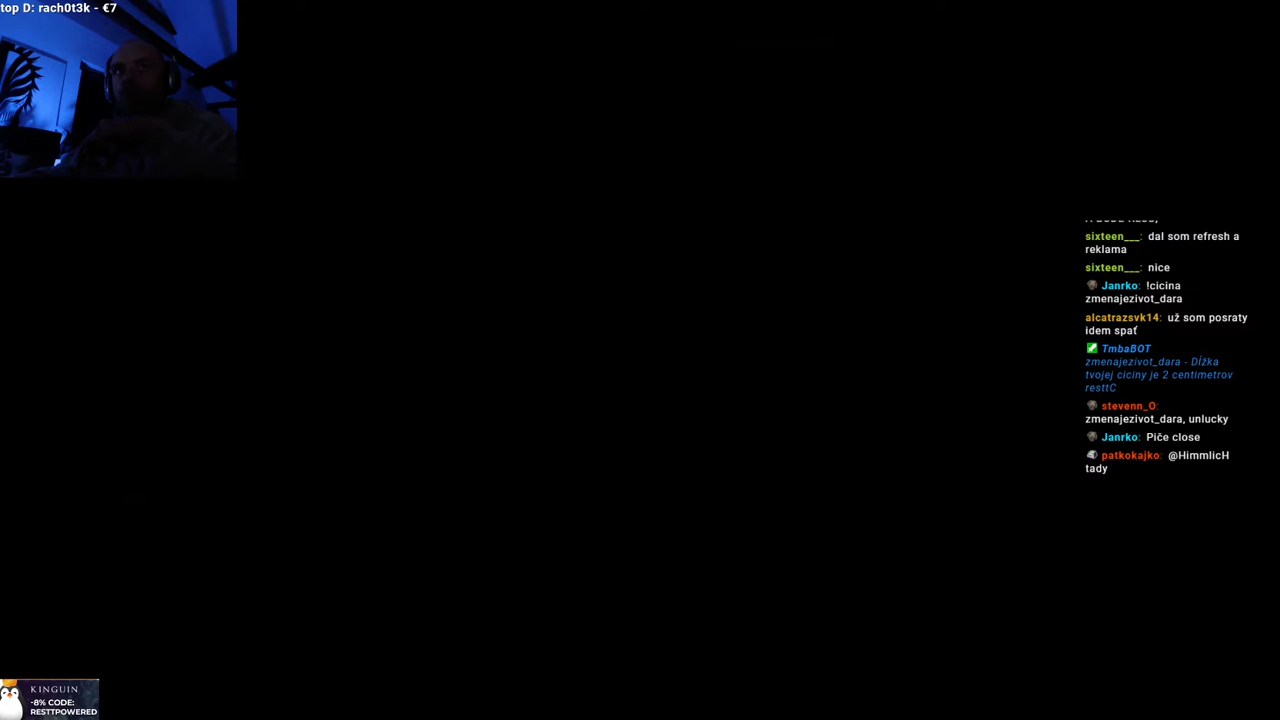 top D: rach0t3k - €7
sixteen___: dal som refresh a
reklama
sixteen___: nice
Janrko: !cicina
zmenajezivot_dara
alcatrazsvk14: už som posraty
idem spať
TmbaBOT
zmenajezivot_dara - Dĺžka
tvojej ciciny je 2 centimetrov
resttC
stevenn_0:
zmenajezivot_dara, unlucky
Janrko: Piče close
patkokajko: @HimmlicH
tady
KINGUIN
-8% CODE:
RESTTPOWERED